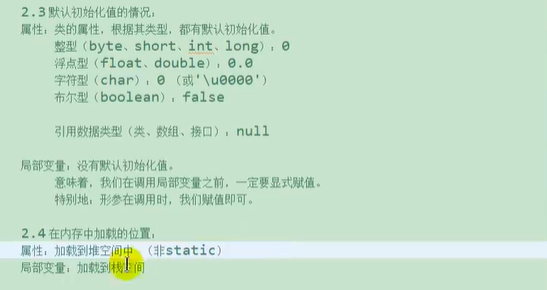 2.3 默认初始化值的情况：
属性：类的属性，根据其类型，都有默认初始化值。
整型(byte、short、int、long)：0
浮点型(float、double)：0.0
字符型(char)：0 (或'\u0000')
布尔型(boolean)：false
引用数据类型(类、数组、接口)：null
局部变量：没有默认初始化值。
意味着，我们在调用局部变量之前，一定要显式赋值。
特别地：形参在调用时，我们赋值即可。
2.4 在内存中加载的位置：
属性：加载到堆空间中 （非static）
局部变量：加载到栈空间